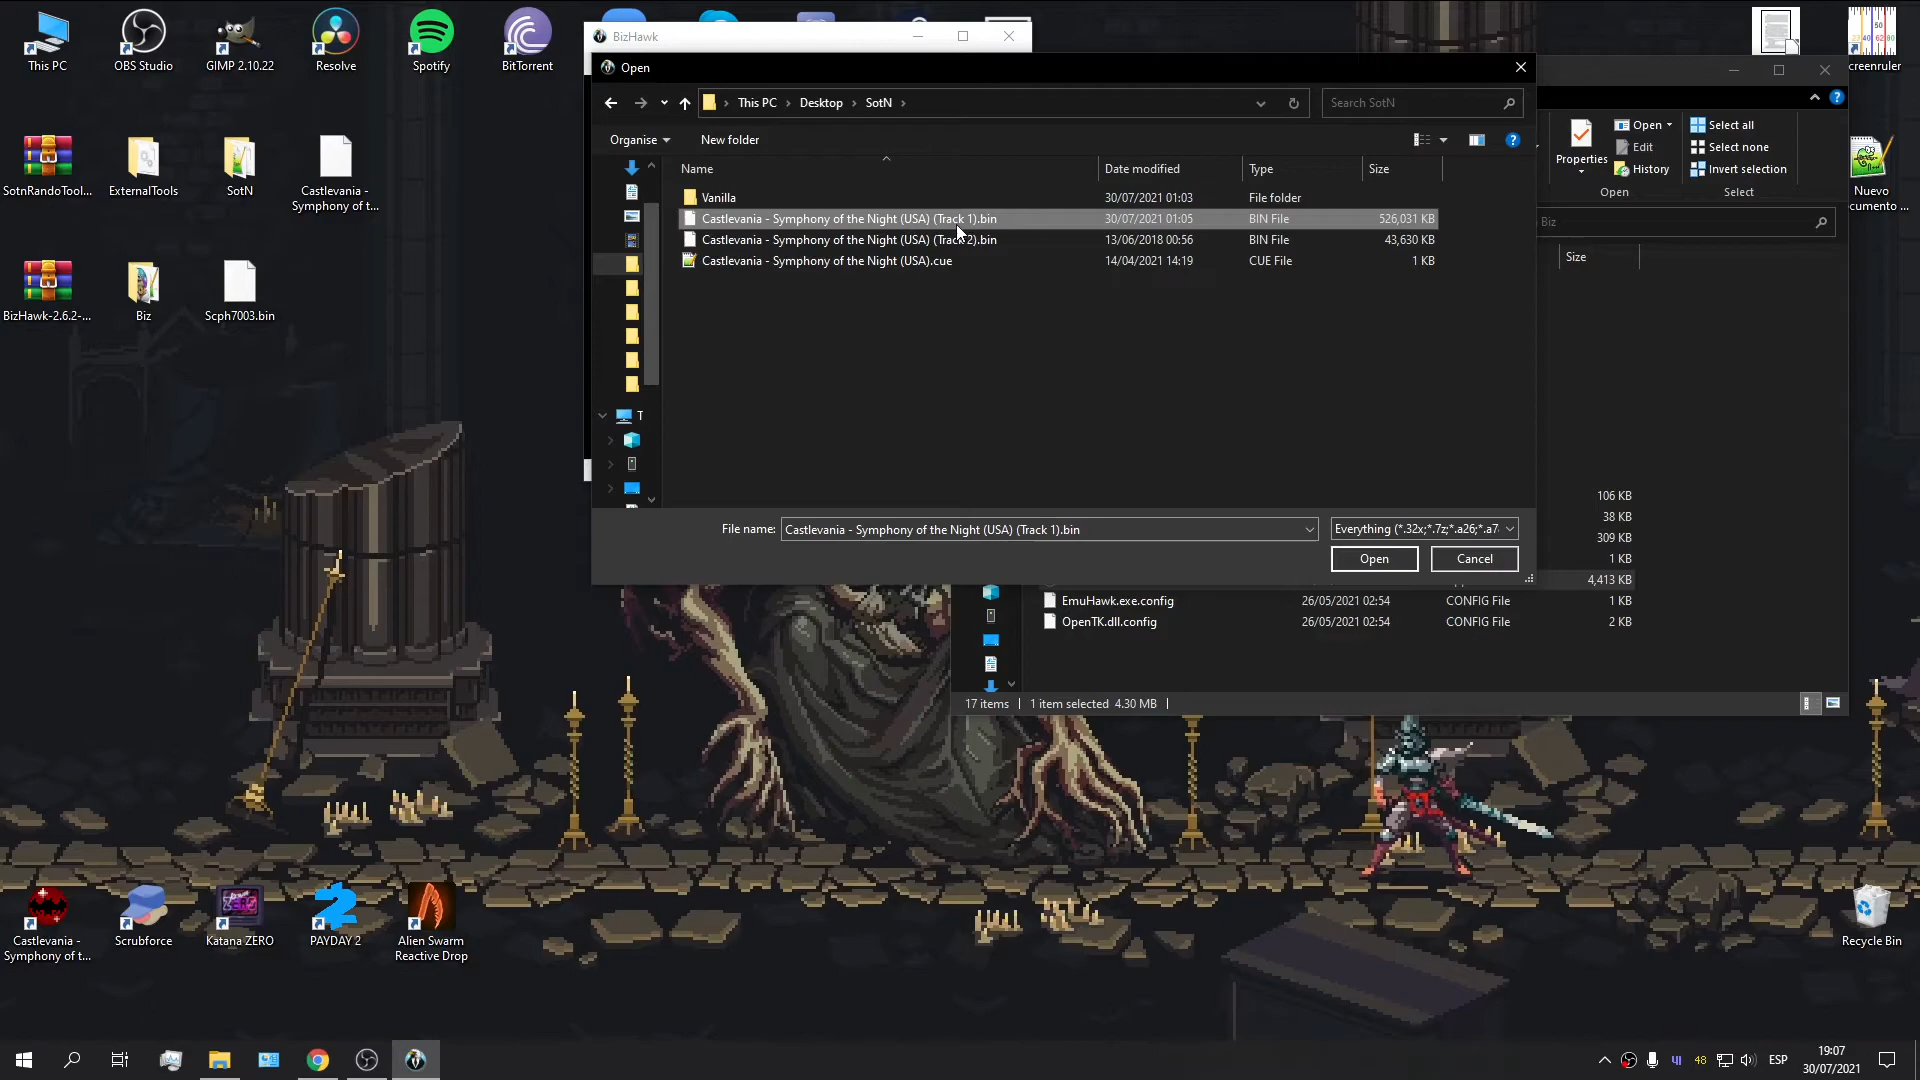 This PC
OBS Studio
GIMP 2.10.22
Resolve
Spotify
BitTorrent
BizHawk
Open
This PC
Desktop
SotN
Search SotN
Organise
New folder
Name
Date modified
Type
Size
Vanilla
30/07/2021 01:03
File folder
Castlevania - Symphony of the Night (USA) (Track 1).bin
30/07/2021 01:05
BIN File
526,031 KB
Castlevania - Symphony of the Night (USA) (Track 2).bin
13/06/2018 00:56
BIN File
43,630 KB
Castlevania - Symphony of the Night (USA).cue
14/04/2021 14:19
CUE File
1 KB
T
File name:
Castlevania - Symphony of the Night (USA) (Track 1).bin
Everything (*.32x;*.7z;*.a26;*.a7
Open
Cancel
creenruler
Properties
Open
Edit
History
Open
Select all
Select none
Invert selection
Select
Biz
Size
Nuevo
cumento ...
SotnRandoTool...
ExternalTools
SotN
Castlevania -
Symphony of t...
BizHawk-2.6.2-...
Biz
Scph7003.bin
106 KB
38 KB
309 KB
1 KB
4,413 KB
EmuHawk.exe.config
26/05/2021 02:54
CONFIG File
1 KB
OpenTK.dll.config
26/05/2021 02:54
CONFIG File
2 KB
17 items
1 item selected 4.30 MB
Castlevania -
Symphony of t...
Scrubforce
Katana ZERO
PAYDAY 2
Alien Swarm
Reactive Drop
Recycle Bin
48
ESP
19:07
30/07/2021